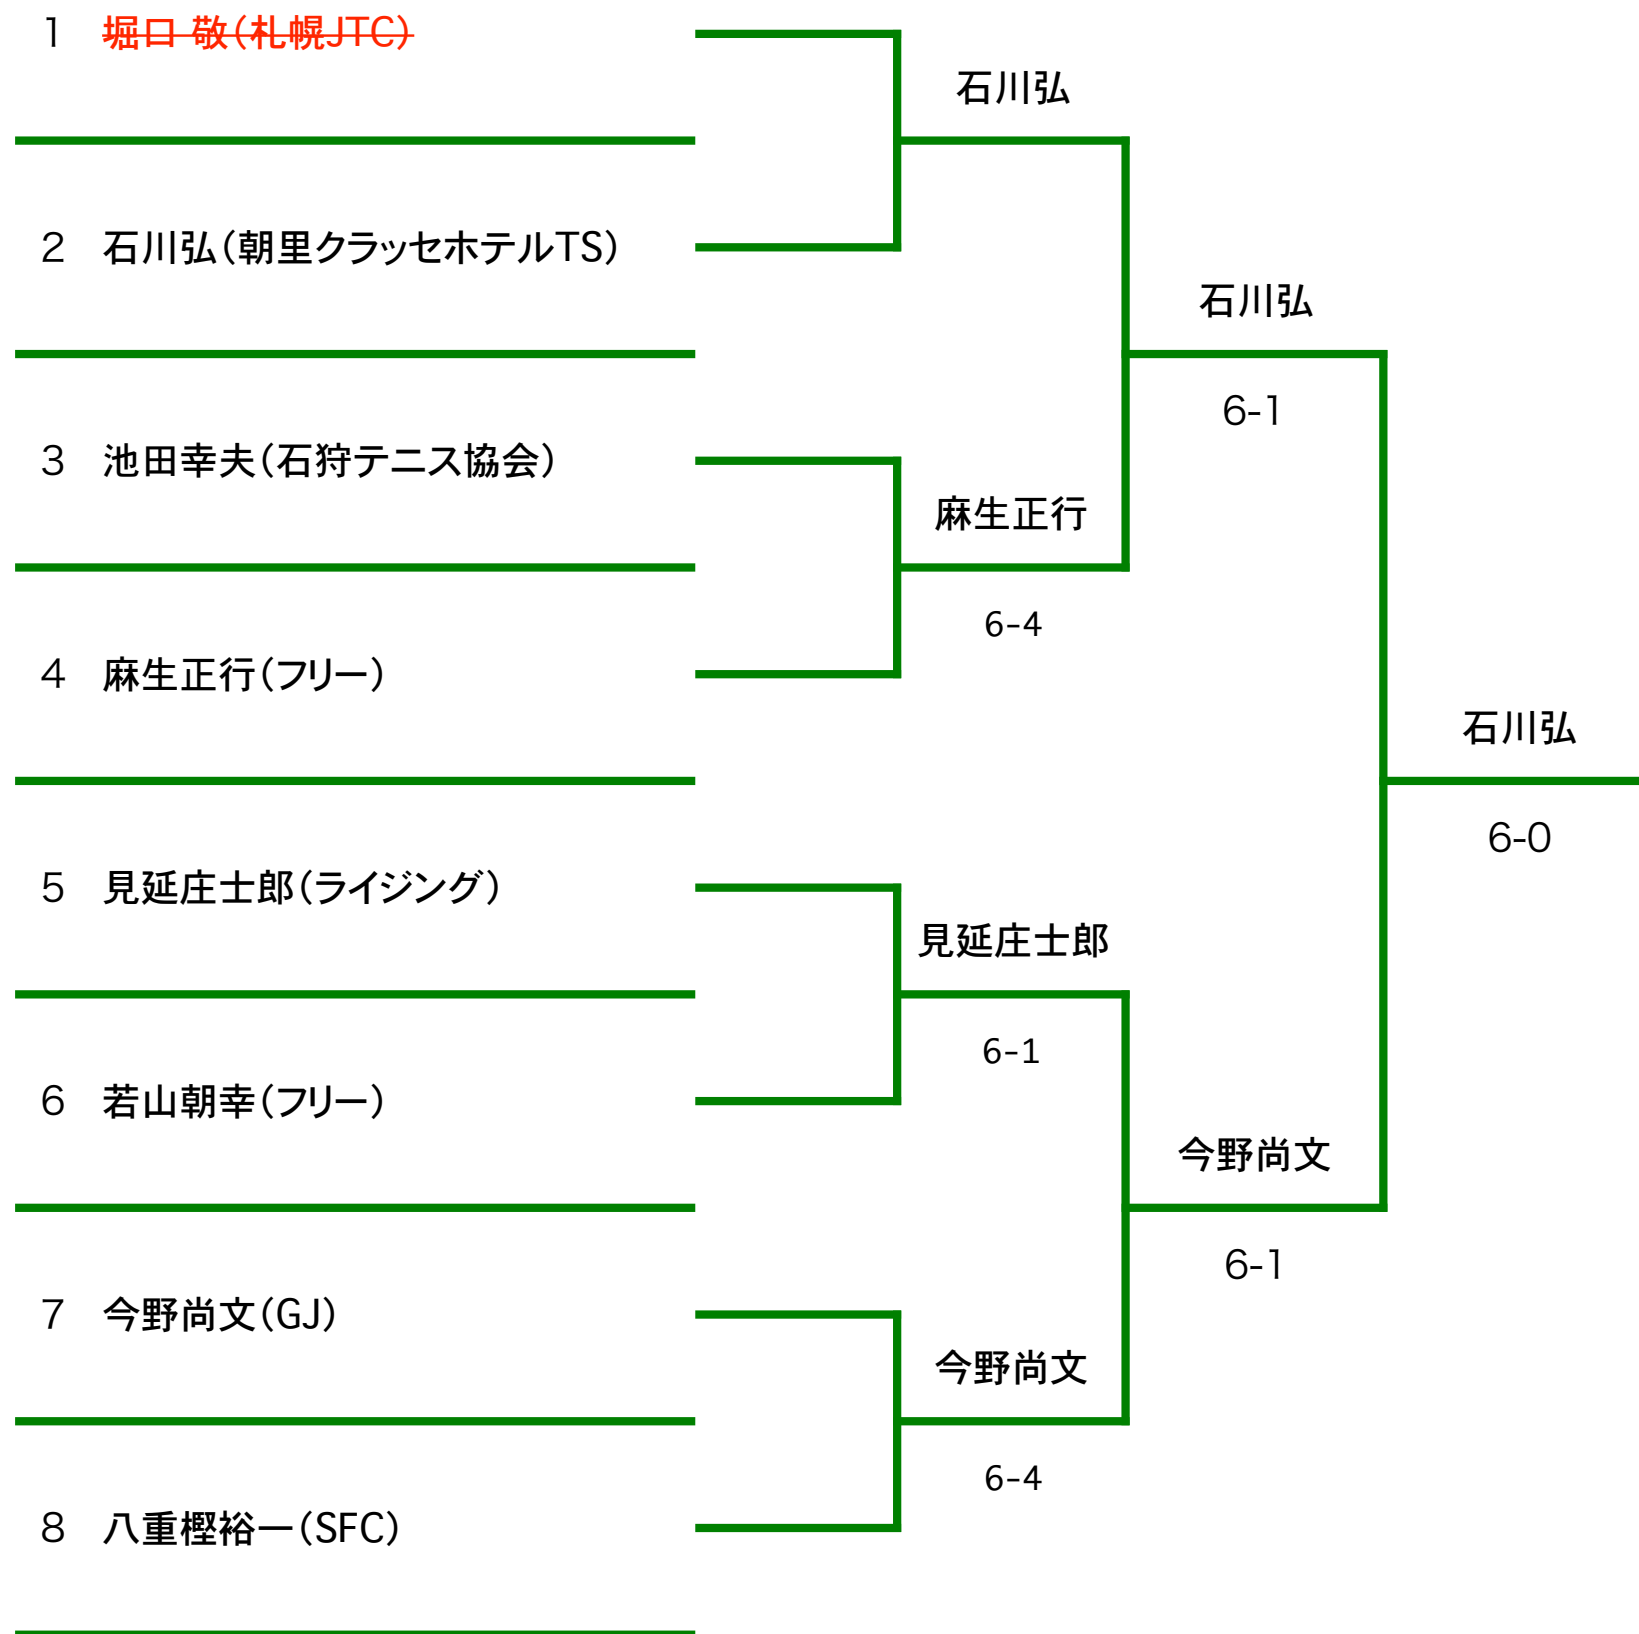 1 堀口 敬(札幌JTC)
石川弘
2 石川弘(朝里クラッセホテルTS)
石川弘
6-1
3 池田幸夫(石狩テニス協会)
麻生正行
6-4
4 麻生正行(フリー)
石川弘
6-0
5 見延庄士郎(ライジング)
見延庄士郎
6-1
6 若山朝幸(フリー)
今野尚文
6-1
7 今野尚文(GJ)
今野尚文
6-4
8 八重樫裕一(SFC)